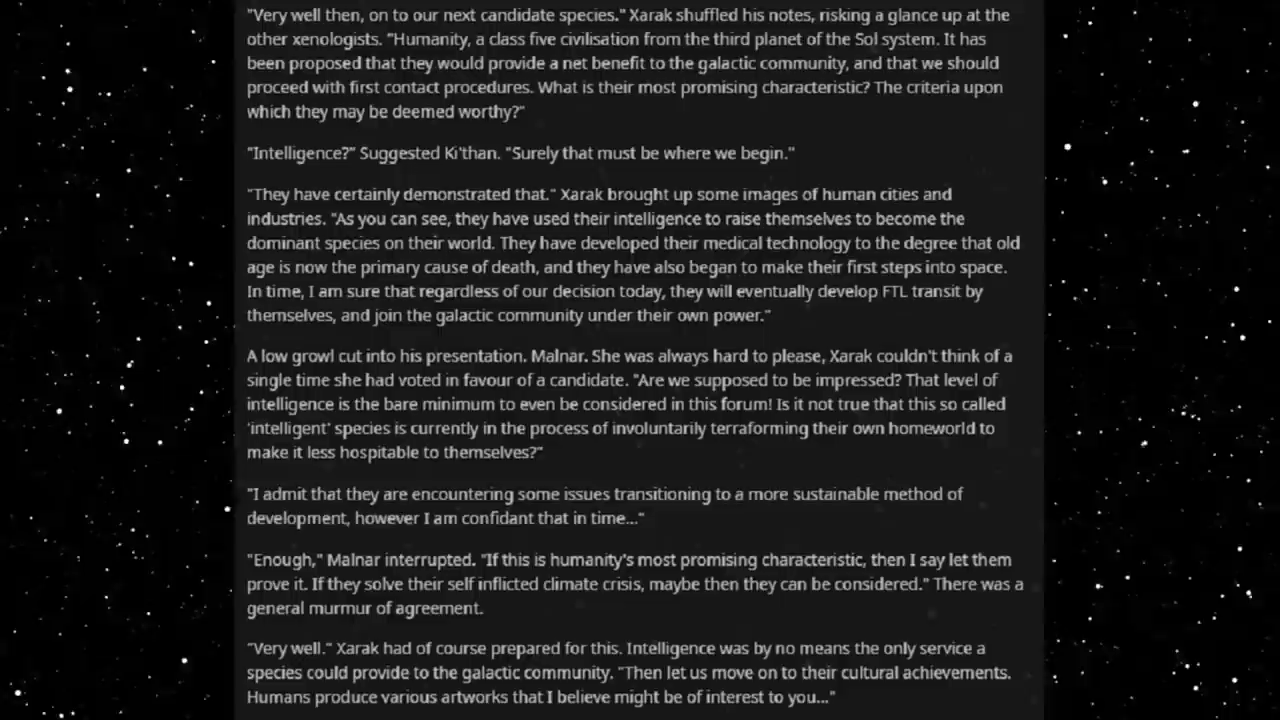 "Very well then, on to our next candidate species." Xarak shuffled his notes, risking a glance up at the
other xenologists. "Humanity, a class five civilisation from the third planet of the Sol system. It has
been proposed that they would provide a net benefit to the galactic community, and that we should
proceed with first contact procedures. What is their most promising characteristic? The criteria upon
which they may be deemed worthy?"
"Intelligence?" Suggested Ki'than. "Surely that must be where we begin."
"They have certainly demonstrated that." Xarak brought up some images of human cities and
industries. "As you can see, they have used their intelligence to raise themselves to become the
dominant species on their world. They have developed their medical technology to the degree that old
age is now the primary cause of death, and they have also began to make their first steps into space.
In time, I am sure that regardless of our decision today, they will eventually develop FTL transit by
themselves, and join the galactic community under their own power."
A low growl cut into his presentation. Malnar. She was always hard to please, Xarak couldn't think of a
single time she had voted in favour of a candidate. "Are we supposed to be impressed? That level of
intelligence is the bare minimum to even be considered in this forum! Is it not true that this so called
'intelligent' species is currently in the process of involuntarily terraforming their own homeworld to
make it less hospitable to themselves?"
"I admit that they are encountering some issues transitioning to a more sustainable method of
development, however I am confidant that in time..."
"Enough," Malnar interrupted. "If this is humanity's most promising characteristic, then I say let them
prove it. If they solve their self inflicted climate crisis, maybe then they can be considered." There was a
general murmur of agreement.
"Very well." Xarak had of course prepared for this. Intelligence was by no means the only service a
species could provide to the galactic community. "Then let us move on to their cultural achievements.
Humans produce various artworks that I believe might be of interest to you..."